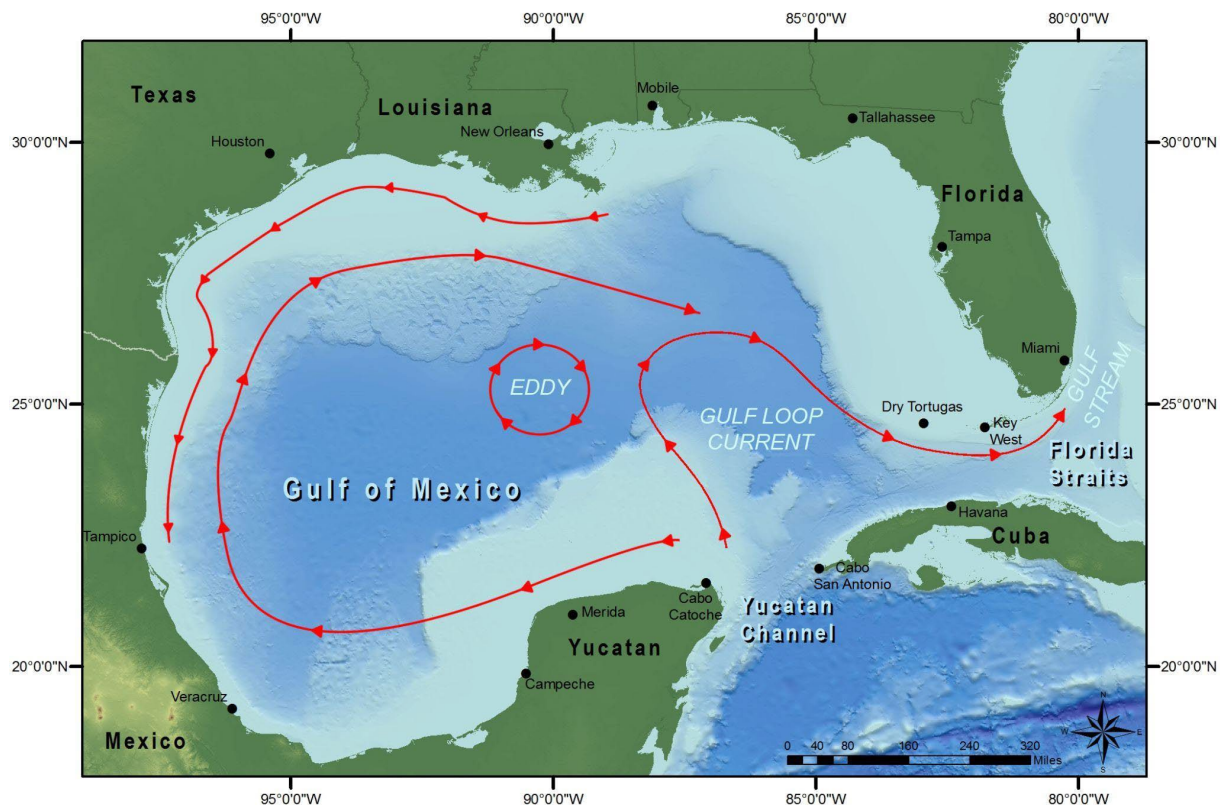 95°0'0"W
90°0'0"W
85°0'0"W
80°0'0"W
Texas
Louisiana
Mobile
Tallahassee
New Orleans
Houston
30°0'0"N
30°0'0"N
Florida
Tampa
Miami
GULF
STREAM
EDDY
25°0'0"N
25°0'0"N
GULF LOOP
CURRENT
Dry Tortugas
Key
West
Florida
Straits
Gulf of Mexico
Havana
Cuba
Tampico
Cabo
San Antonio
Cabo
Catoche
Yucatan
Channel
Merida
Yucatan
20°0'0"N
20°0'0"N
Campeche
Veracruz
Mexico
N
W
E
S
0 40 80 160 240 320
Miles
95°0'0"W
90°0'0"W
85°0'0"W
80°0'0"W